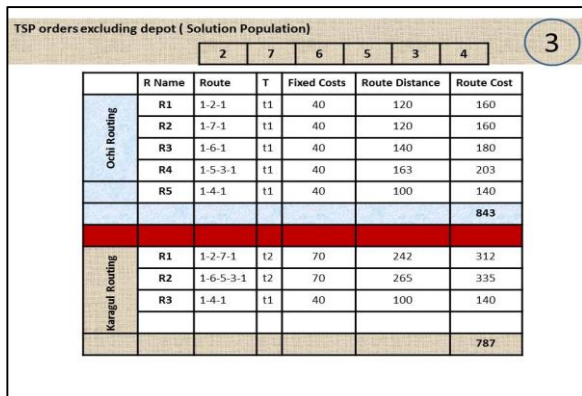 TSP orders excluding depot ( Solution Population)
3
2 7 6 5 3 4
R Name Route T Fixed Costs Route Distance Route Cost
Ochi Routing
R1 1-2-1 t1 40 120 160
R2 1-7-1 t1 40 120 160
R3 1-6-1 t1 40 140 180
R4 1-5-3-1 t1 40 163 203
R5 1-4-1 t1 40 100 140
843
Karagul Routing
R1 1-2-7-1 t2 70 242 312
R2 1-6-5-3-1 t2 70 265 335
R3 1-4-1 t1 40 100 140
787